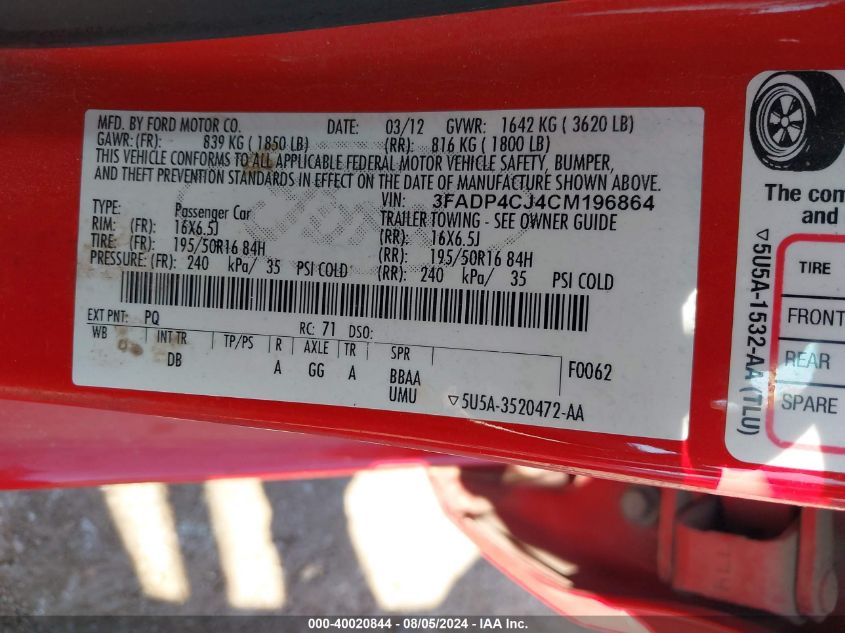 MFD. BY FORD MOTOR CO. DATE: 03/12 GVWR: 1642 KG ( 3620 LB)
GAWR:(FR): 839 KG ( 1850 LB) (RR): 816 KG ( 1800 LB)
THIS VEHICLE CONFORMS TO ALL APPLICABLE FEDERAL MOTOR VEHICLE SAFETY, BUMPER,
AND THEFT PREVENTION STANDARDS IN EFFECT ON THE DATE OF MANUFACTURE SHOWN ABOVE.
VIN: 3FADP4CJ4CM196864
TYPE: Passenger Car TRAILER TOWING - SEE OWNER GUIDE
RIM: (FR): 16X6.5J (RR): 16X6.5J
TIRE: (FR): 195/50R16 84H (RR): 195/50R16 84H
PRESSURE: (FR): 240 kPa/ 35 PSI COLD (RR): 240 kPa/ 35 PSI COLD
EXT PNT: PQ RC: 71 DSO:
WB INT TR TP/PS R AXLE TR SPR F0062
DB A GG A BBAA
UMU ▽5U5A-3520472-AA
The com
and
▽5U5A-1532-AA (TLU)
TIRE
FRONT
REAR
SPARE
000-40020844 - 08/05/2024 - IAA Inc.